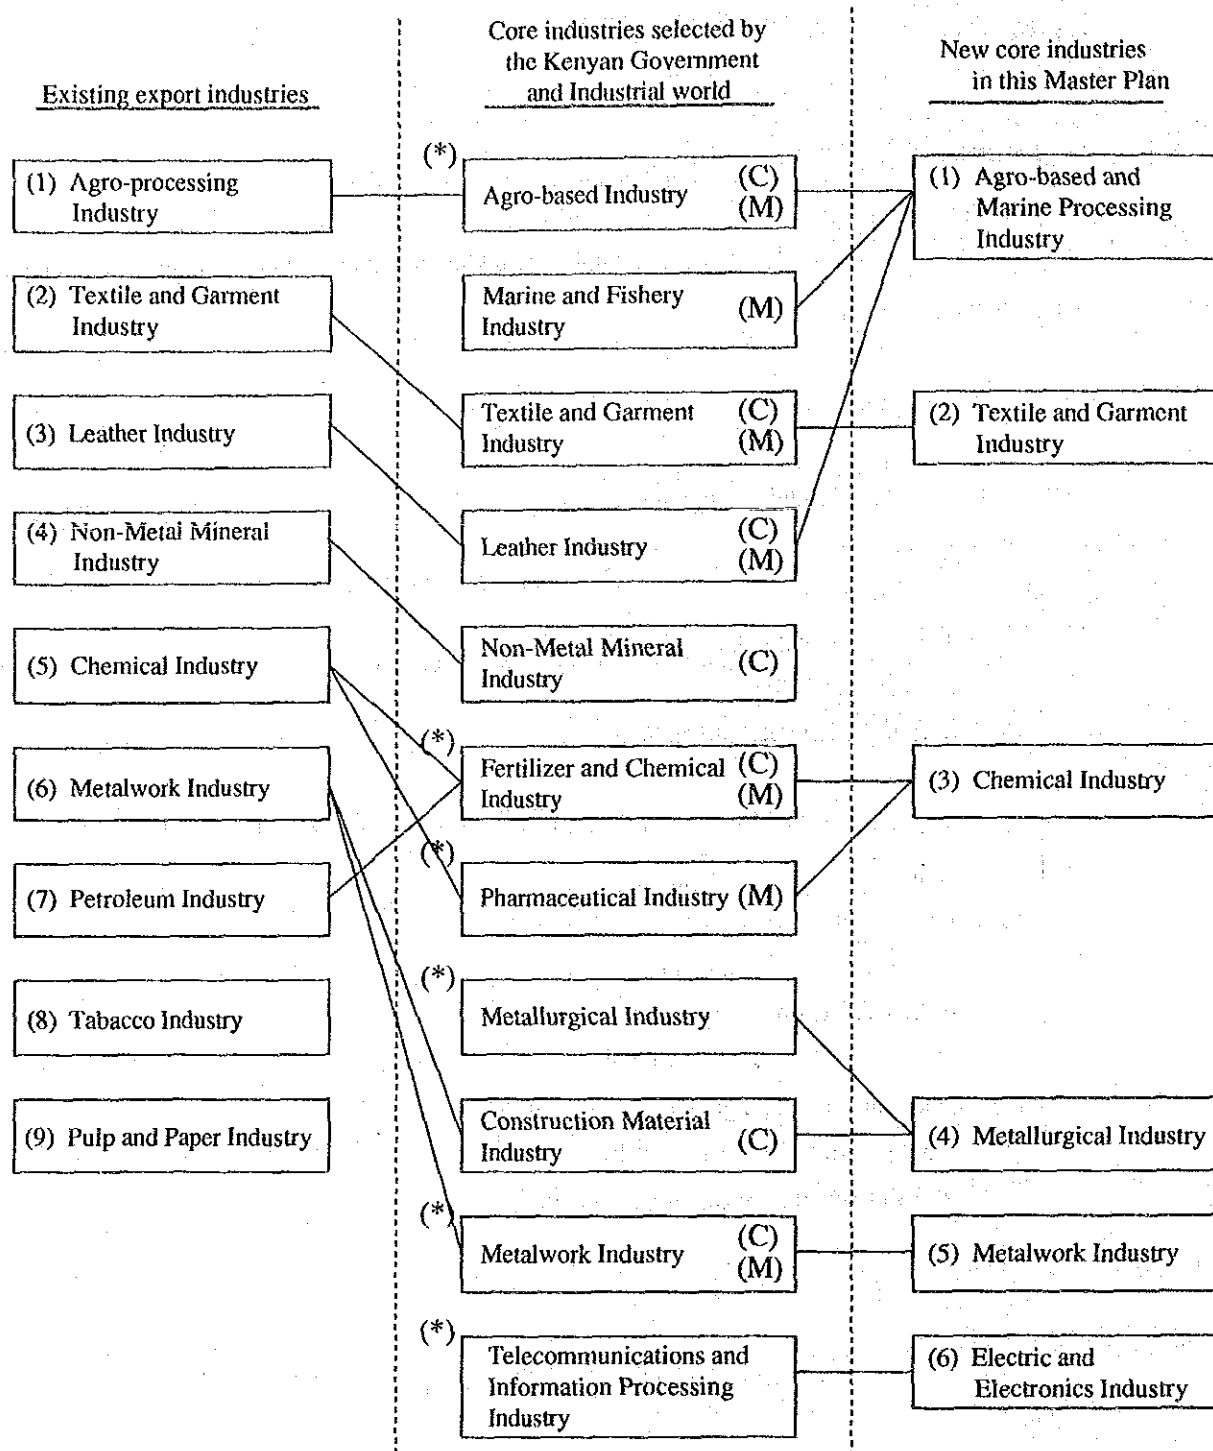 Existing export industries
(1) Agro-processing
Industry
(2) Textile and Garment
Industry
(3) Leather Industry
(4) Non-Metal Mineral
Industry
(5) Chemical Industry
(6) Metalwork Industry
(7) Petroleum Industry
(8) Tabacco Industry
(9) Pulp and Paper Industry
Core industries selected by
the Kenyan Government
and Industrial world
(*)
Agro-based Industry (C)
(M)
Marine and Fishery
Industry (M)
Textile and Garment (C)
Industry (M)
Leather Industry (C)
(M)
Non-Metal Mineral
Industry (C)
(*)
Fertilizer and Chemical (C)
Industry (M)
(*)
Pharmaceutical Industry (M)
(*)
Metallurgical Industry
Construction Material
Industry (C)
(*)
Metalwork Industry (C)
(M)
(*)
Telecommunications and
Information Processing
Industry
New core industries
in this Master Plan
(1) Agro-based and
Marine Processing
Industry
(2) Textile and Garment
Industry
(3) Chemical Industry
(4) Metallurgical Industry
(5) Metalwork Industry
(6) Electric and
Electronics Industry